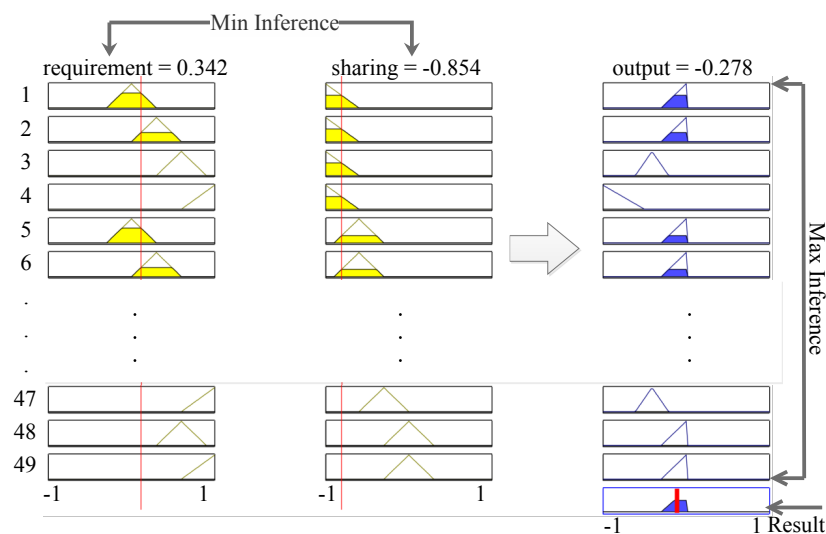 Min Inference
requirement = 0.342 sharing = -0.854 output = -0.278
1
2
3
4
5
6
.
.
.
47
48
49
-1 1 -1 1
-1 1 Result
Max Inference